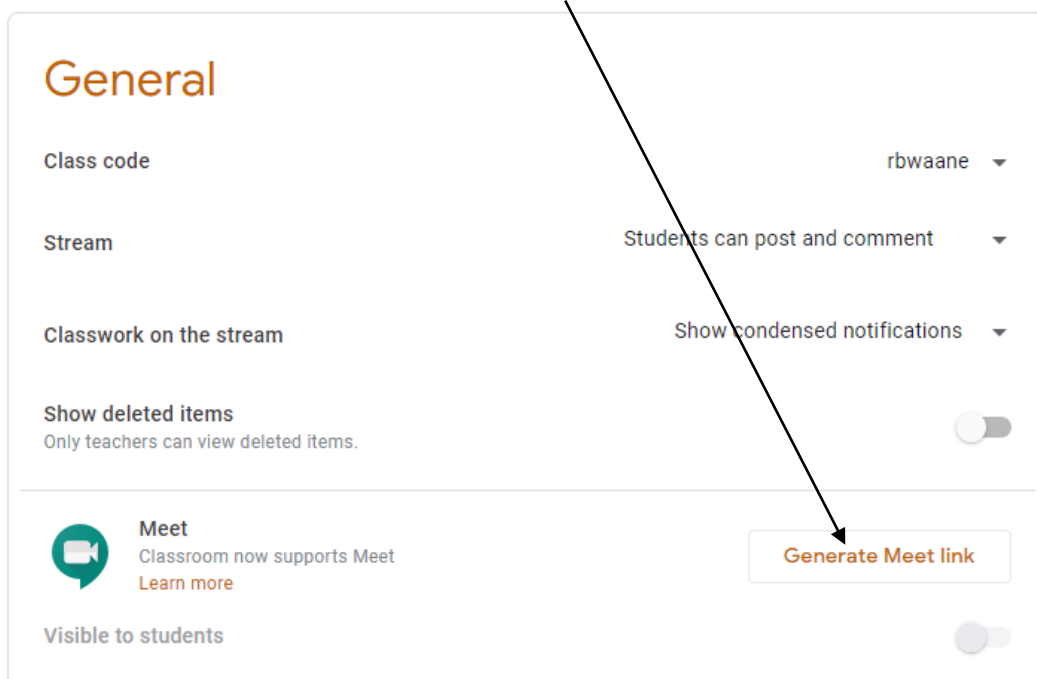 General
Class code
rbwaane
Stream
Students can post and comment
Classwork on the stream
Show condensed notifications
Show deleted items
Only teachers can view deleted items.
Meet
Classroom now supports Meet
Learn more
Generate Meet link
Visible to students